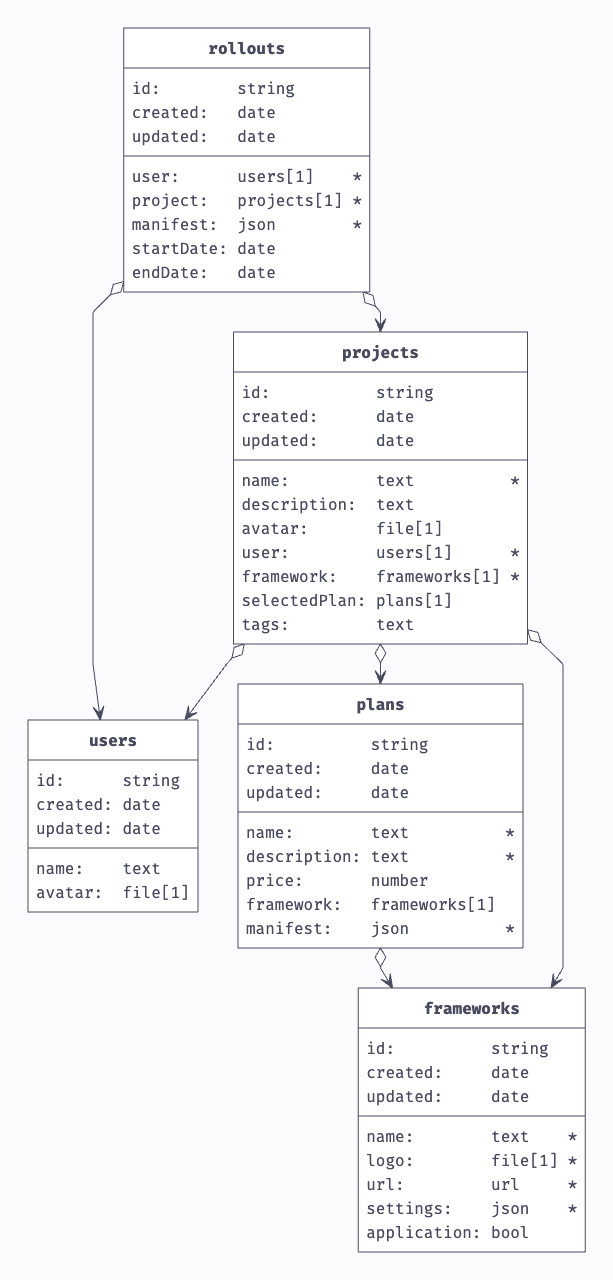 rollouts
id: string
created: date
updated: date
user: users[1] *
project: projects[1] *
manifest: json *
startDate: date
endDate: date
projects
id: string
created: date
updated: date
name: text *
description: text
avatar: file[1]
user: users[1] *
framework: frameworks[1] *
selectedPlan: plans[1]
tags: text
users
id: string
created: date
updated: date
name: text
avatar: file[1]
plans
id: string
created: date
updated: date
name: text *
description: text *
price: number
framework: frameworks[1]
manifest: json *
frameworks
id: string
created: date
updated: date
name: text *
logo: file[1] *
url: url *
settings: json *
application: bool